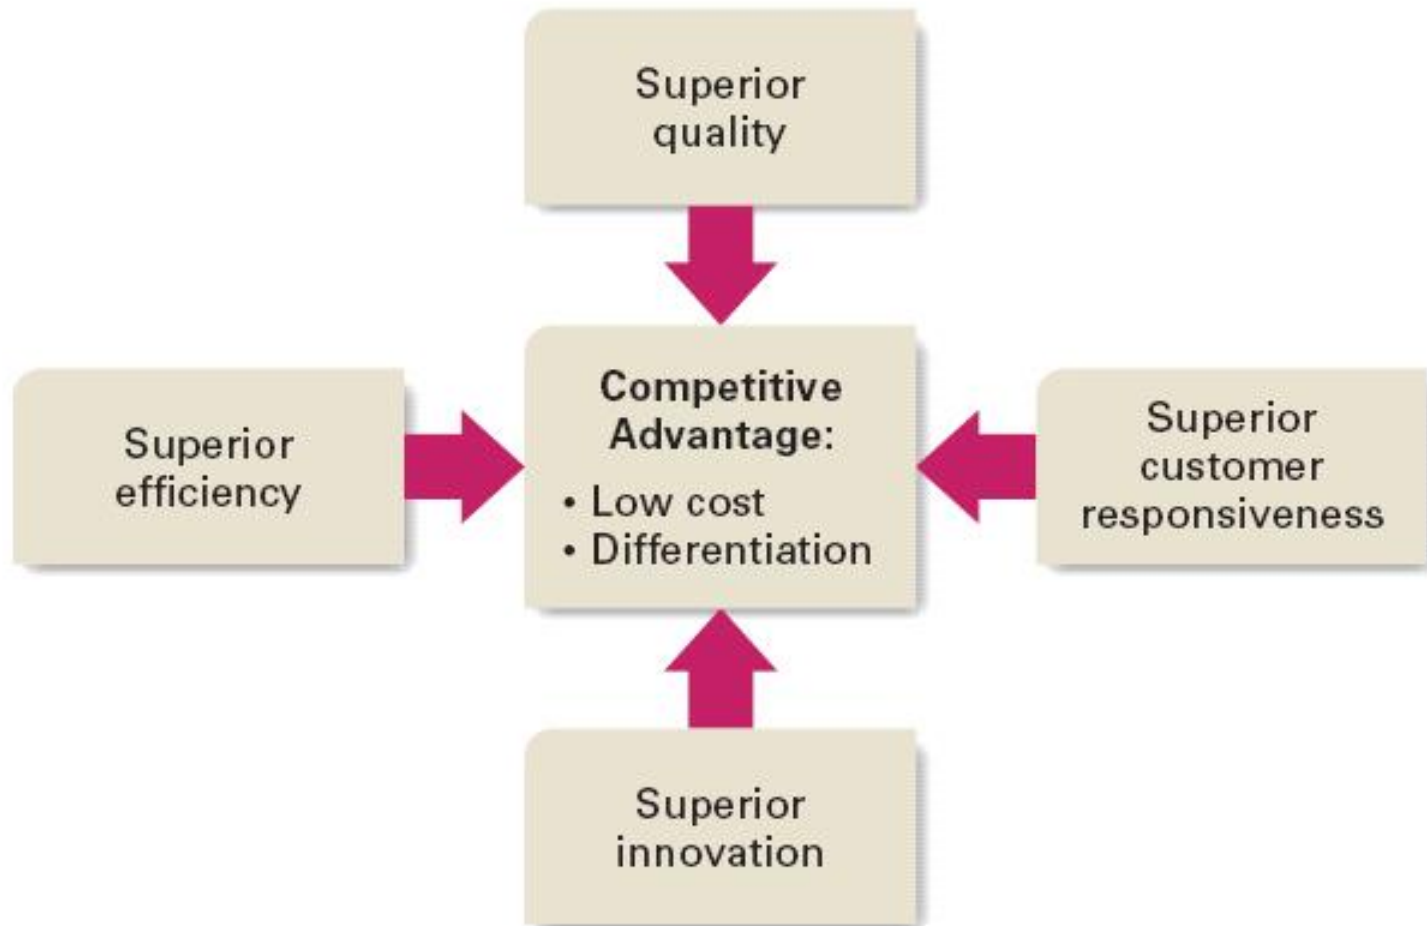 Superior
quality
Superior
efficiency
Competitive
Advantage:
• Low cost
• Differentiation
Superior
customer
responsiveness
Superior
innovation